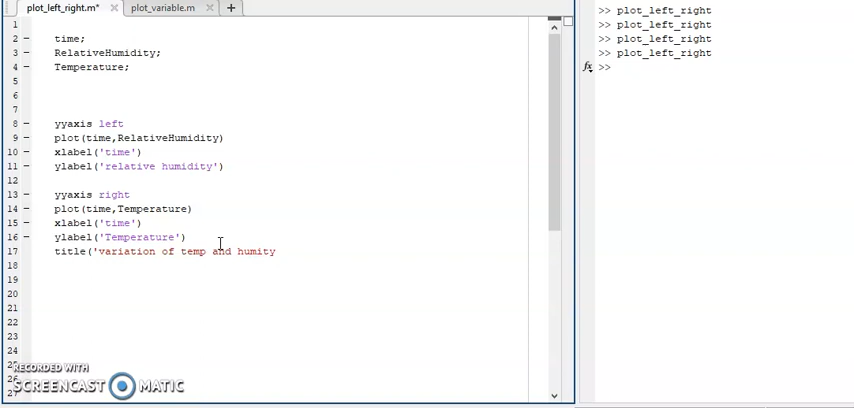 plot_left_right.m* × plot_variable.m × +
1
2 – time;
3 – RelativeHumidity;
4 – Temperature;
5
6
7
8 – yyaxis left
9 – plot(time,RelativeHumidity)
10 – xlabel('time')
11 – ylabel('relative humidity')
12
13 – yyaxis right
14 – plot(time,Temperature)
15 – xlabel('time')
16 – ylabel('Temperature')
17 title('variation of temp and humity
18
19
20
21
22
23
24
RECORDED WITH
SCREENCAST MATIC
>> plot_left_right
>> plot_left_right
>> plot_left_right
>> plot_left_right
fx >>